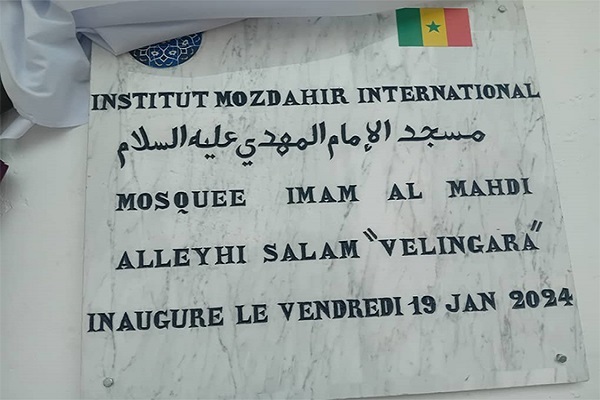 INSTITUT MOZDAHIR INTERNATIONAL
مسجد الإمام المهدي عليه السلام
MOSQUEE IMAM AL MAHDI
ALLEYHI SALAM "VELINGARA"
INAUGURE LE VENDREDI 19 JAN 2024